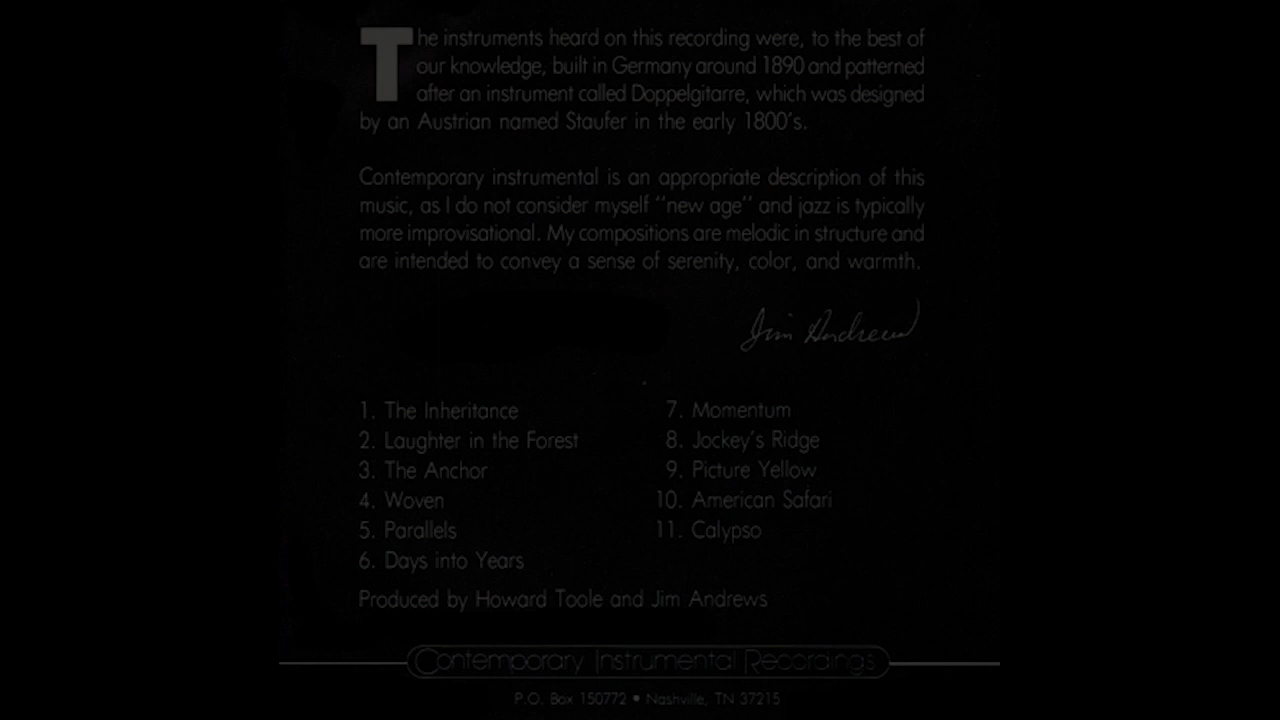 The instruments heard on this recording were, to the best of
our knowledge, built in Germany around 1890 and patterned
after an instrument called Doppelgitarre, which was designed
by an Austrian named Staufer in the early 1800's.
Contemporary instrumental is an appropriate description of this
music, as I do not consider myself "new age" and jazz is typically
more improvisational. My compositions are melodic in structure and
are intended to convey a sense of serenity, color, and warmth.
Jim Andrews
1. The Inheritance
2. Laughter in the Forest
3. The Anchor
4. Woven
5. Parallels
6. Days into Years
7. Momentum
8. Jockey's Ridge
9. Picture Yellow
10. American Safari
11. Calypso
Produced by Howard Toole and Jim Andrews
Contemporary Instrumental Recordings
P.O. Box 150772 • Nashville, TN 37215